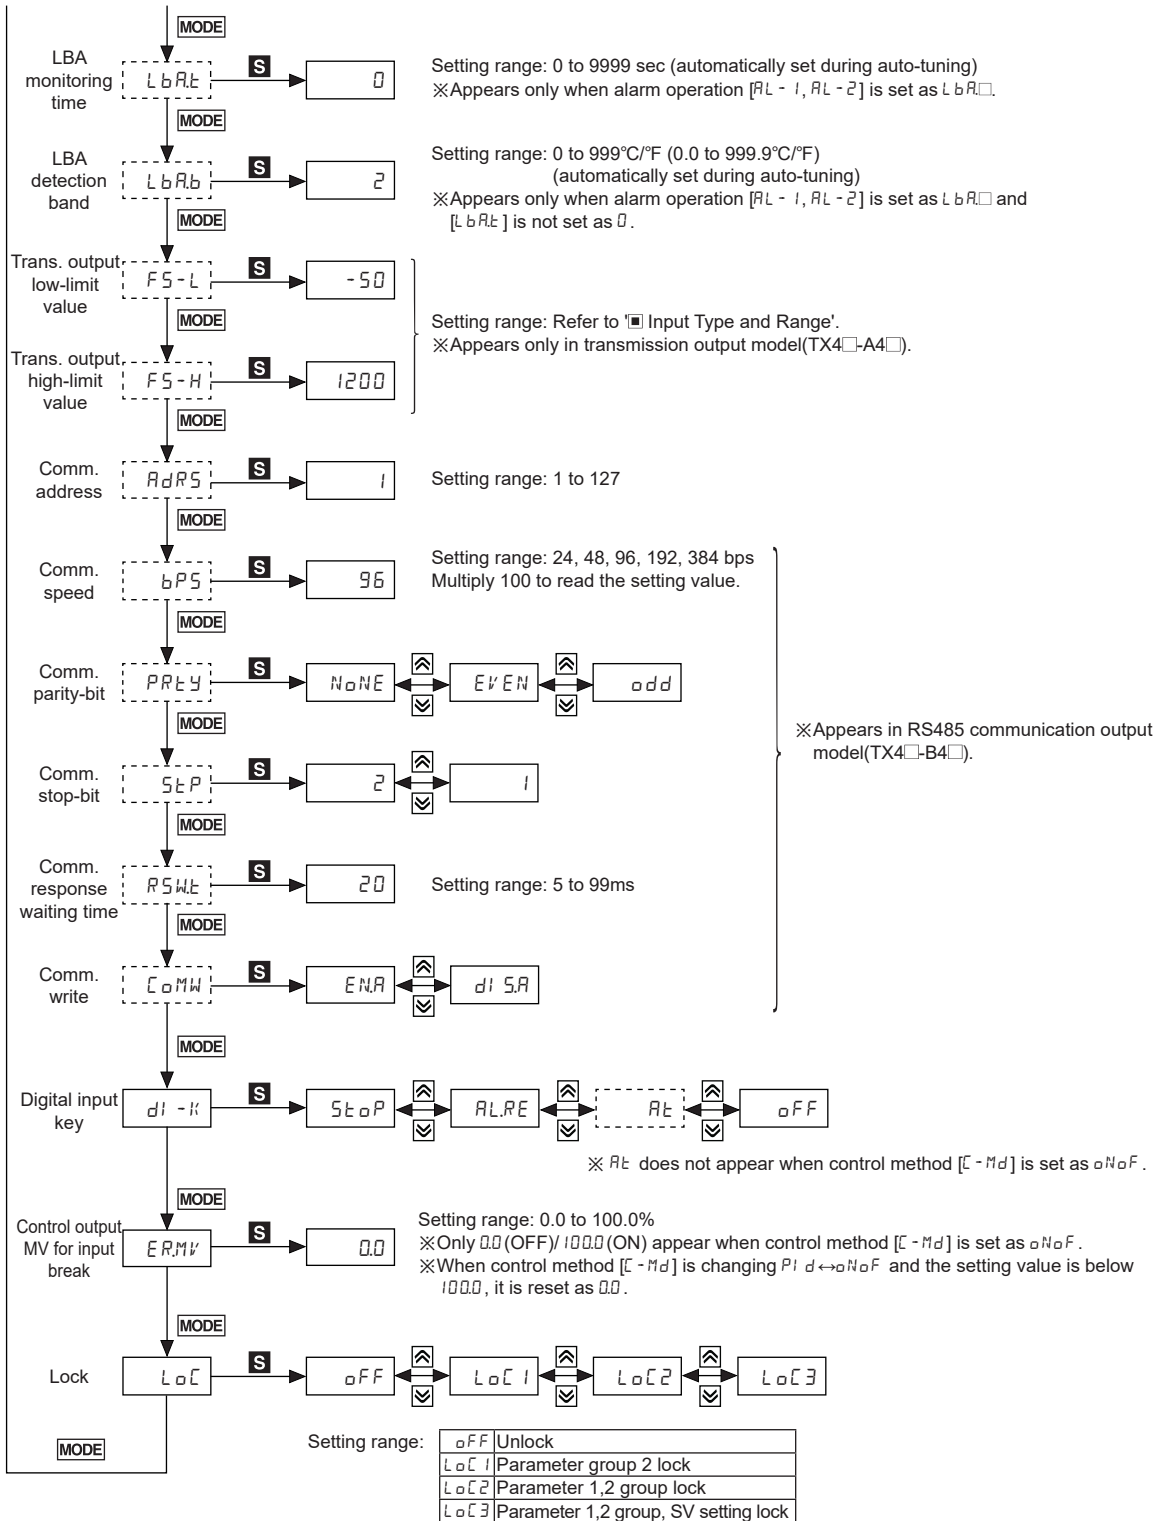 MODE
LBA
monitoring
time
LbA.t
S
0
Setting range: 0 to 9999 sec (automatically set during auto-tuning)
※Appears only when alarm operation [AL-1, AL-2] is set as LbA.□.
MODE
LBA
detection
band
LbA.b
S
2
Setting range: 0 to 999°C/°F (0.0 to 999.9°C/°F)
(automatically set during auto-tuning)
※Appears only when alarm operation [AL-1, AL-2] is set as LbA.□ and
[LbA.t] is not set as 0.
MODE
Trans. output
low-limit
value
FS-L
S
-50
MODE
Setting range: Refer to '▣ Input Type and Range'.
※Appears only in transmission output model(TX4□-A4□).
Trans. output
high-limit
value
FS-H
S
1200
MODE
Comm.
address
AdRS
S
1
Setting range: 1 to 127
MODE
Comm.
speed
bPS
S
96
Setting range: 24, 48, 96, 192, 384 bps
Multiply 100 to read the setting value.
MODE
Comm.
parity-bit
PRtY
S
NoNE
EVEN
odd
MODE
※Appears in RS485 communication output
model(TX4□-B4□).
Comm.
stop-bit
StP
S
2
1
MODE
Comm.
response
waiting time
RSW.t
S
20
Setting range: 5 to 99ms
MODE
Comm.
write
CoMW
S
EN.A
dIS.A
MODE
Digital input
key
dI-K
S
StoP
AL.RE
At
oFF
※ At does not appear when control method [C-Md] is set as oNoF.
MODE
Control output
MV for input
break
ER.MV
S
0.0
Setting range: 0.0 to 100.0%
※Only 0.0 (OFF)/ 100.0 (ON) appear when control method [C-Md] is set as oNoF.
※When control method [C-Md] is changing PId↔oNoF and the setting value is below
100.0, it is reset as 0.0.
MODE
Lock
LoC
S
oFF
LoC1
LoC2
LoC3
MODE
Setting range:
oFF Unlock
LoC1 Parameter group 2 lock
LoC2 Parameter 1,2 group lock
LoC3 Parameter 1,2 group, SV setting lock